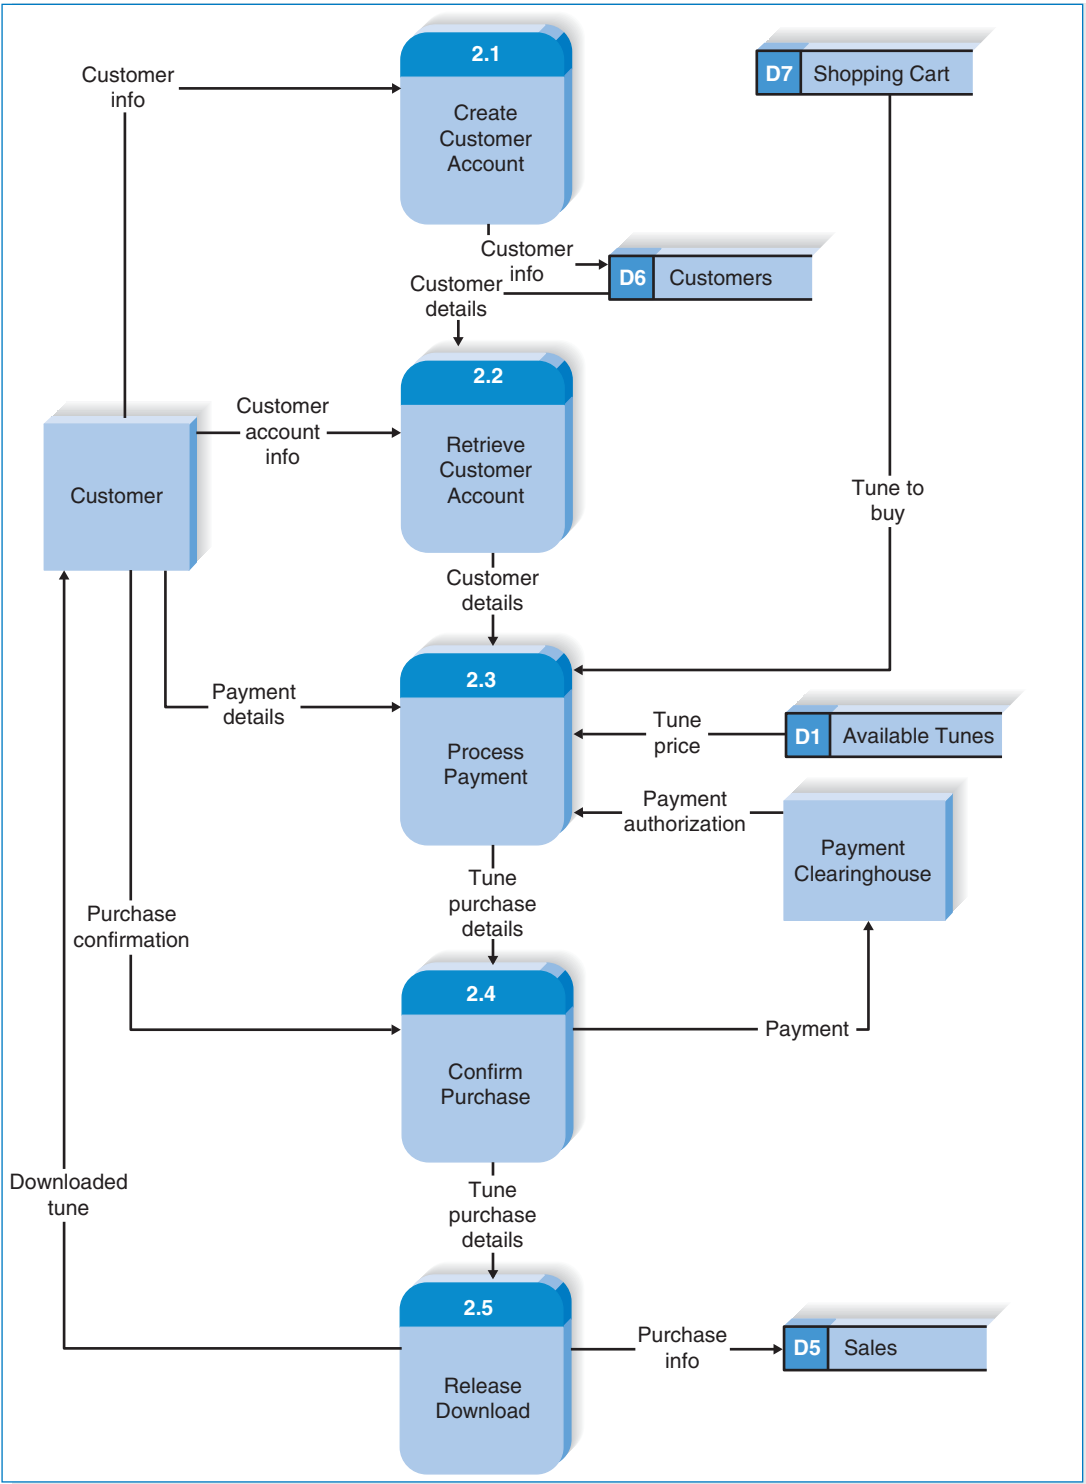 2.1
Create
Customer
Account
Customer
info
D7 Shopping Cart
Customer
info
D6 Customers
Customer
details
2.2
Retrieve
Customer
Account
Customer
account
info
Customer
Tune to
buy
Customer
details
2.3
Process
Payment
Payment
details
Tune
price
D1 Available Tunes
Payment
authorization
Payment
Clearinghouse
Tune
purchase
details
Purchase
confirmation
2.4
Confirm
Purchase
Payment
Downloaded
tune
Tune
purchase
details
2.5
Release
Download
Purchase
info
D5 Sales